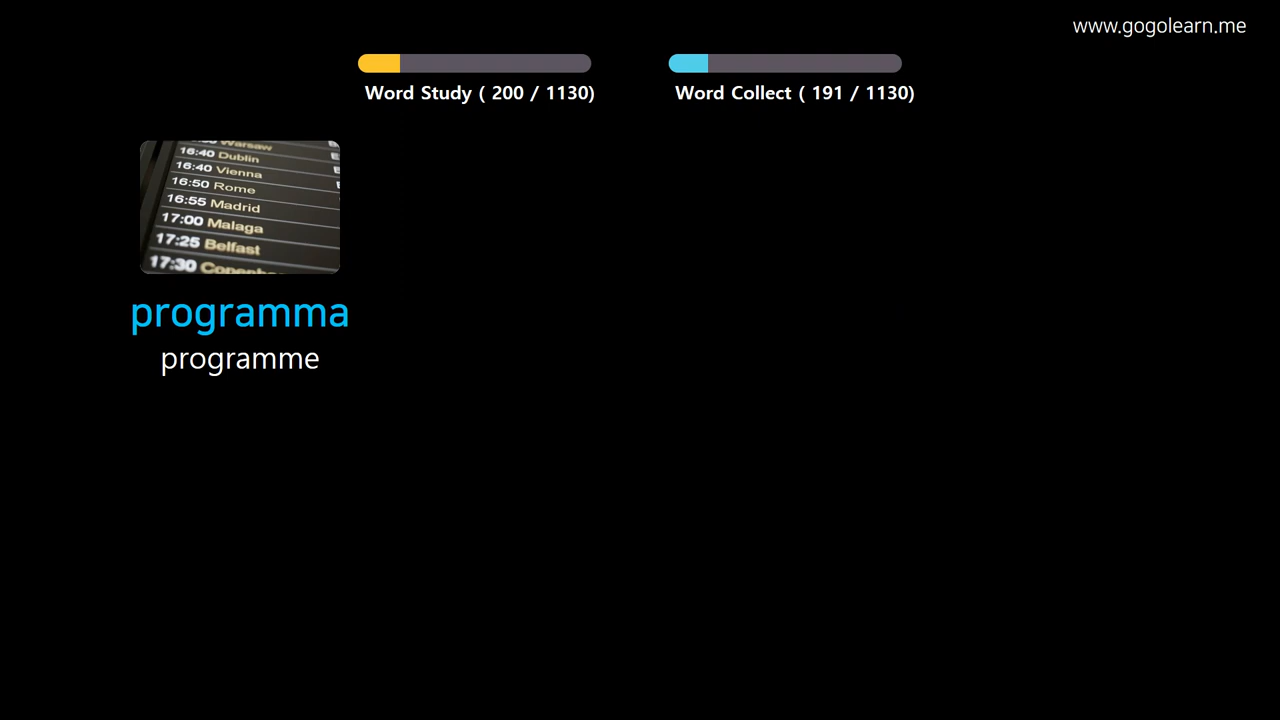 www.gogolearn.me
Word Study ( 200 / 1130)
Word Collect ( 191 / 1130)
Warsaw
16:40 Dublin
16:40 Vienna
16:50 Rome
16:55 Madrid
17:00 Malaga
17:25 Belfast
17:30
programma
programme